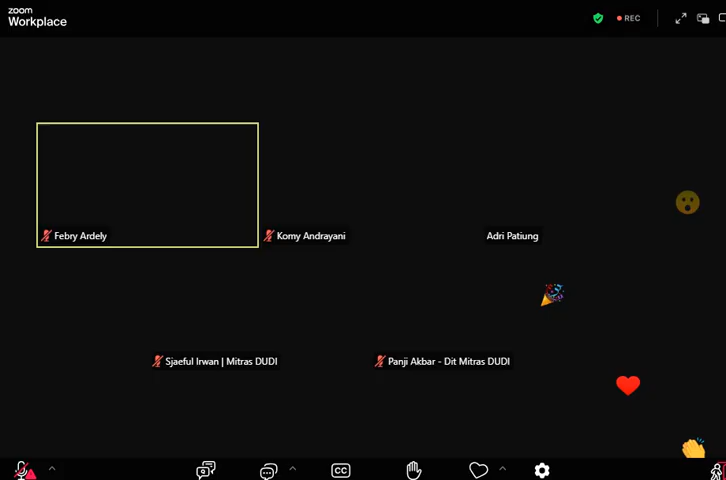 zoom
Workplace
REC
Febry Ardely
Komy Andrayani
Adri Patiung
Sjaeful Irwan | Mitras DUDI
Panji Akbar - Dit Mitras DUDI
CC